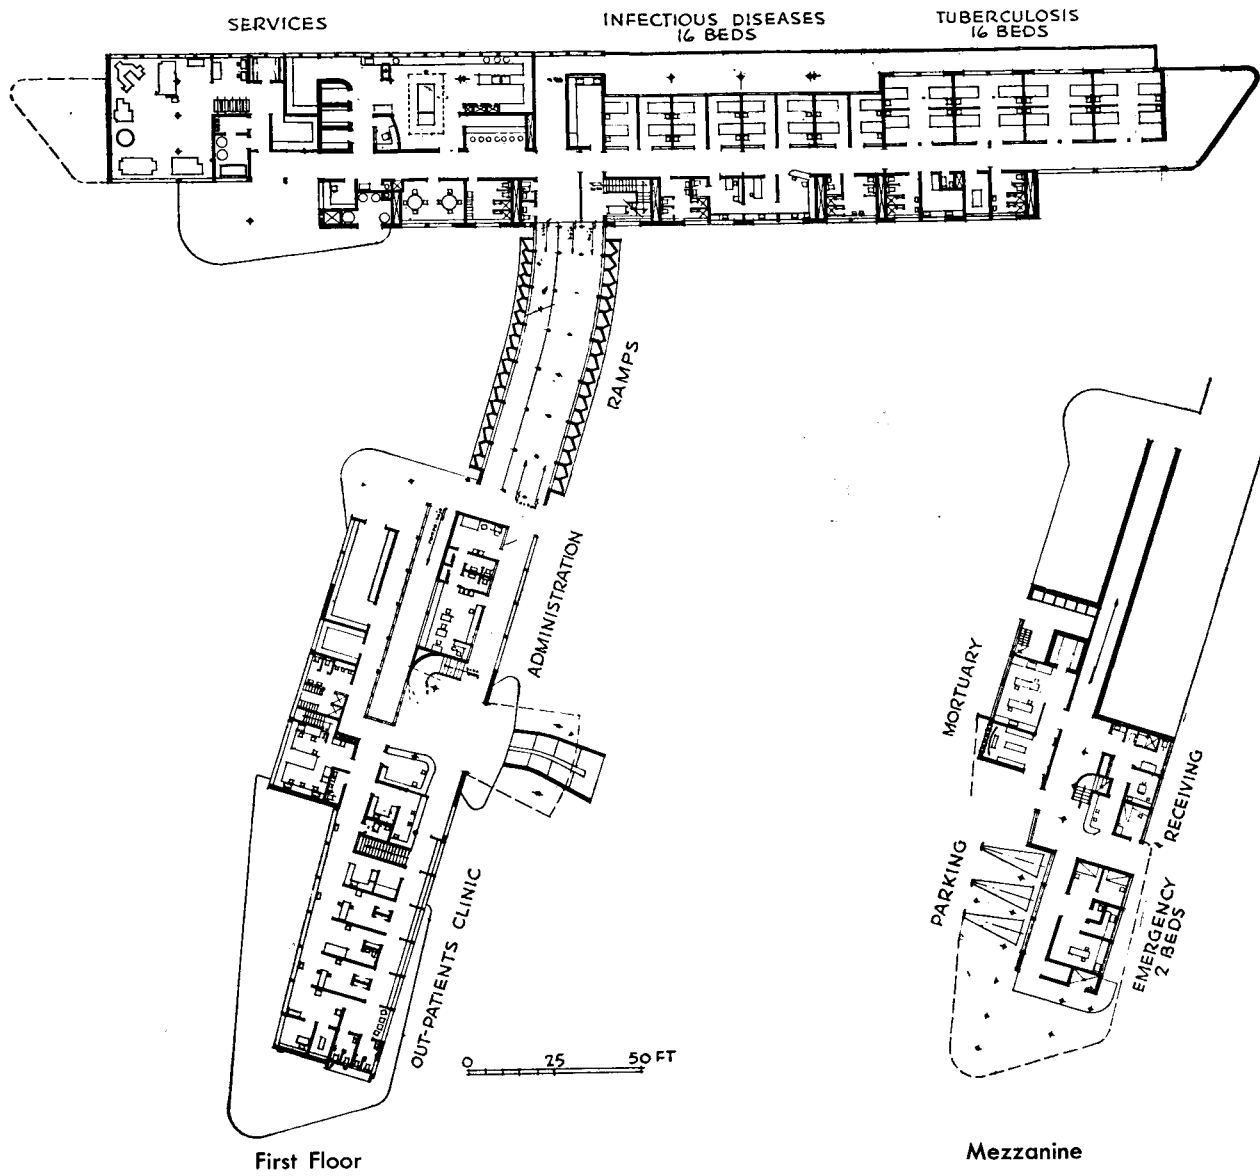 SERVICES
INFECTIOUS DISEASES
16 BEDS
TUBERCULOSIS
16 BEDS
RAMPS
ADMINISTRATION
OUT-PATIENTS CLINIC
0 25 50 FT
MORTUARY
RECEIVING
PARKING
EMERGENCY
2 BEDS
First Floor
Mezzanine